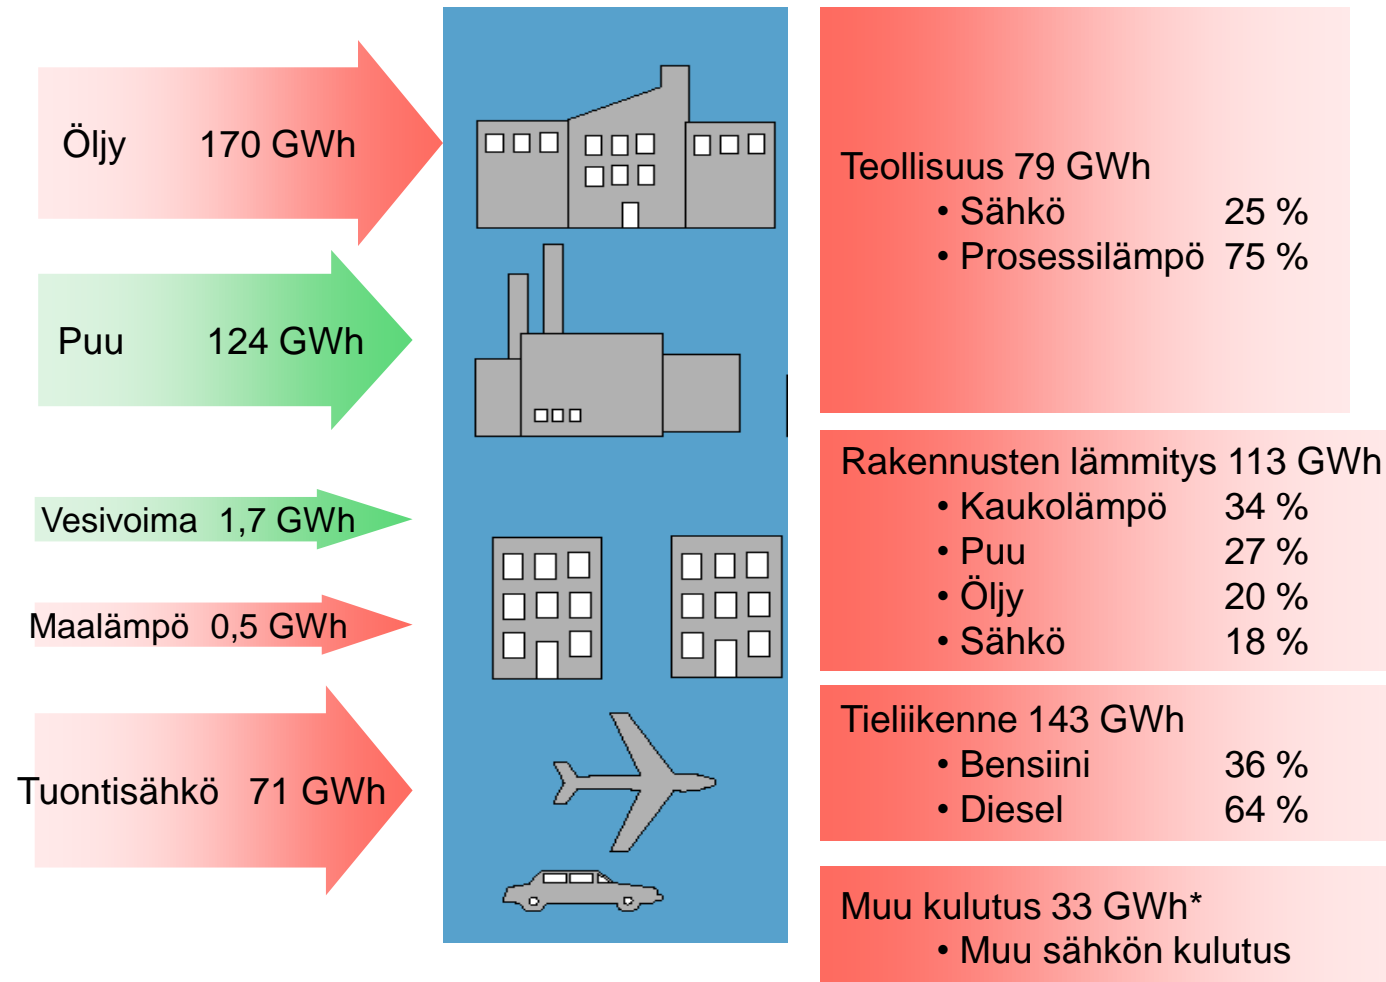 Öljy 170 GWh
Puu 124 GWh
Vesivoima 1,7 GWh
Maalämpö 0,5 GWh
Tuontisähkö 71 GWh
Teollisuus 79 GWh
• Sähkö 25 %
• Prosessilämpö 75 %
Rakennusten lämmitys 113 GWh
• Kaukolämpö 34 %
• Puu 27 %
• Öljy 20 %
• Sähkö 18 %
Tieliikenne 143 GWh
• Bensiini 36 %
• Diesel 64 %
Muu kulutus 33 GWh*
• Muu sähkön kulutus